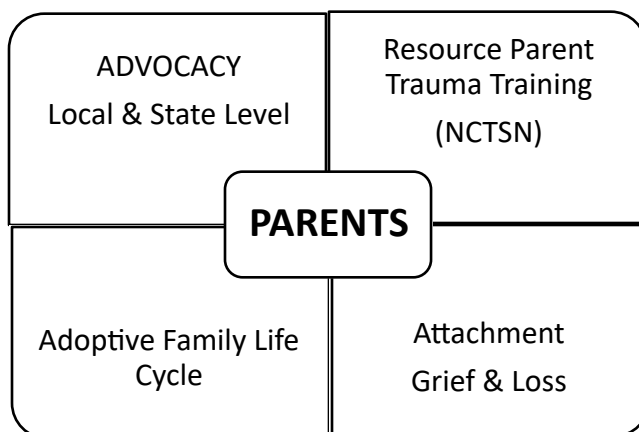 ADVOCACY
Local & State Level
Resource Parent
Trauma Training
(NCTSN)
PARENTS
Adoptive Family Life
Cycle
Attachment
Grief & Loss